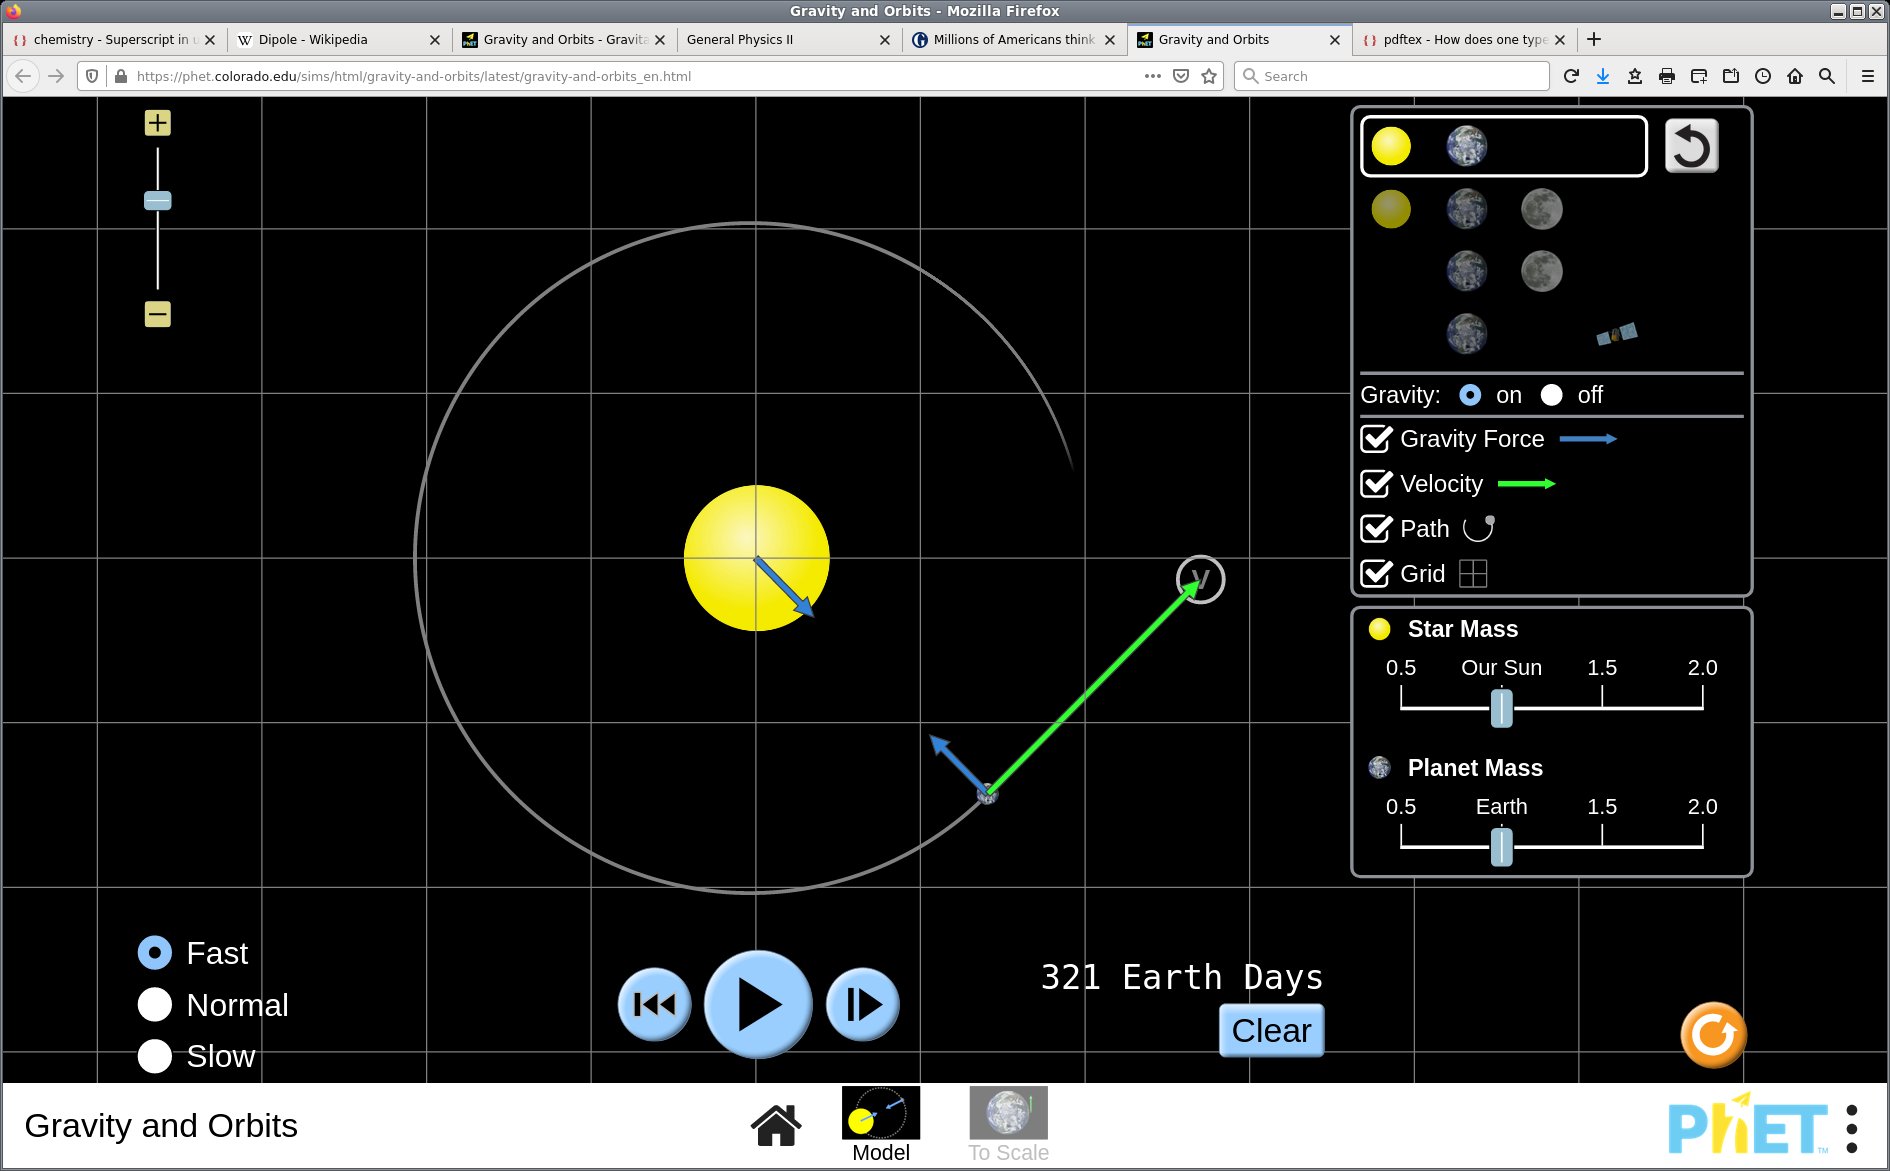 Gravity and Orbits - Mozilla Firefox
chemistry - Superscript in u
Dipole - Wikipedia
Gravity and Orbits - Gravita
General Physics II
Millions of Americans think
Gravity and Orbits
pdftex - How does one type
https://phet.colorado.edu/sims/html/gravity-and-orbits/latest/gravity-and-orbits_en.html
Search
Gravity: on off
Gravity Force
Velocity
Path
Grid
V
Star Mass
0.5 Our Sun 1.5 2.0
Planet Mass
0.5 Earth 1.5 2.0
Fast
Normal
Slow
321 Earth Days
Clear
Gravity and Orbits
Model
To Scale
PhET™